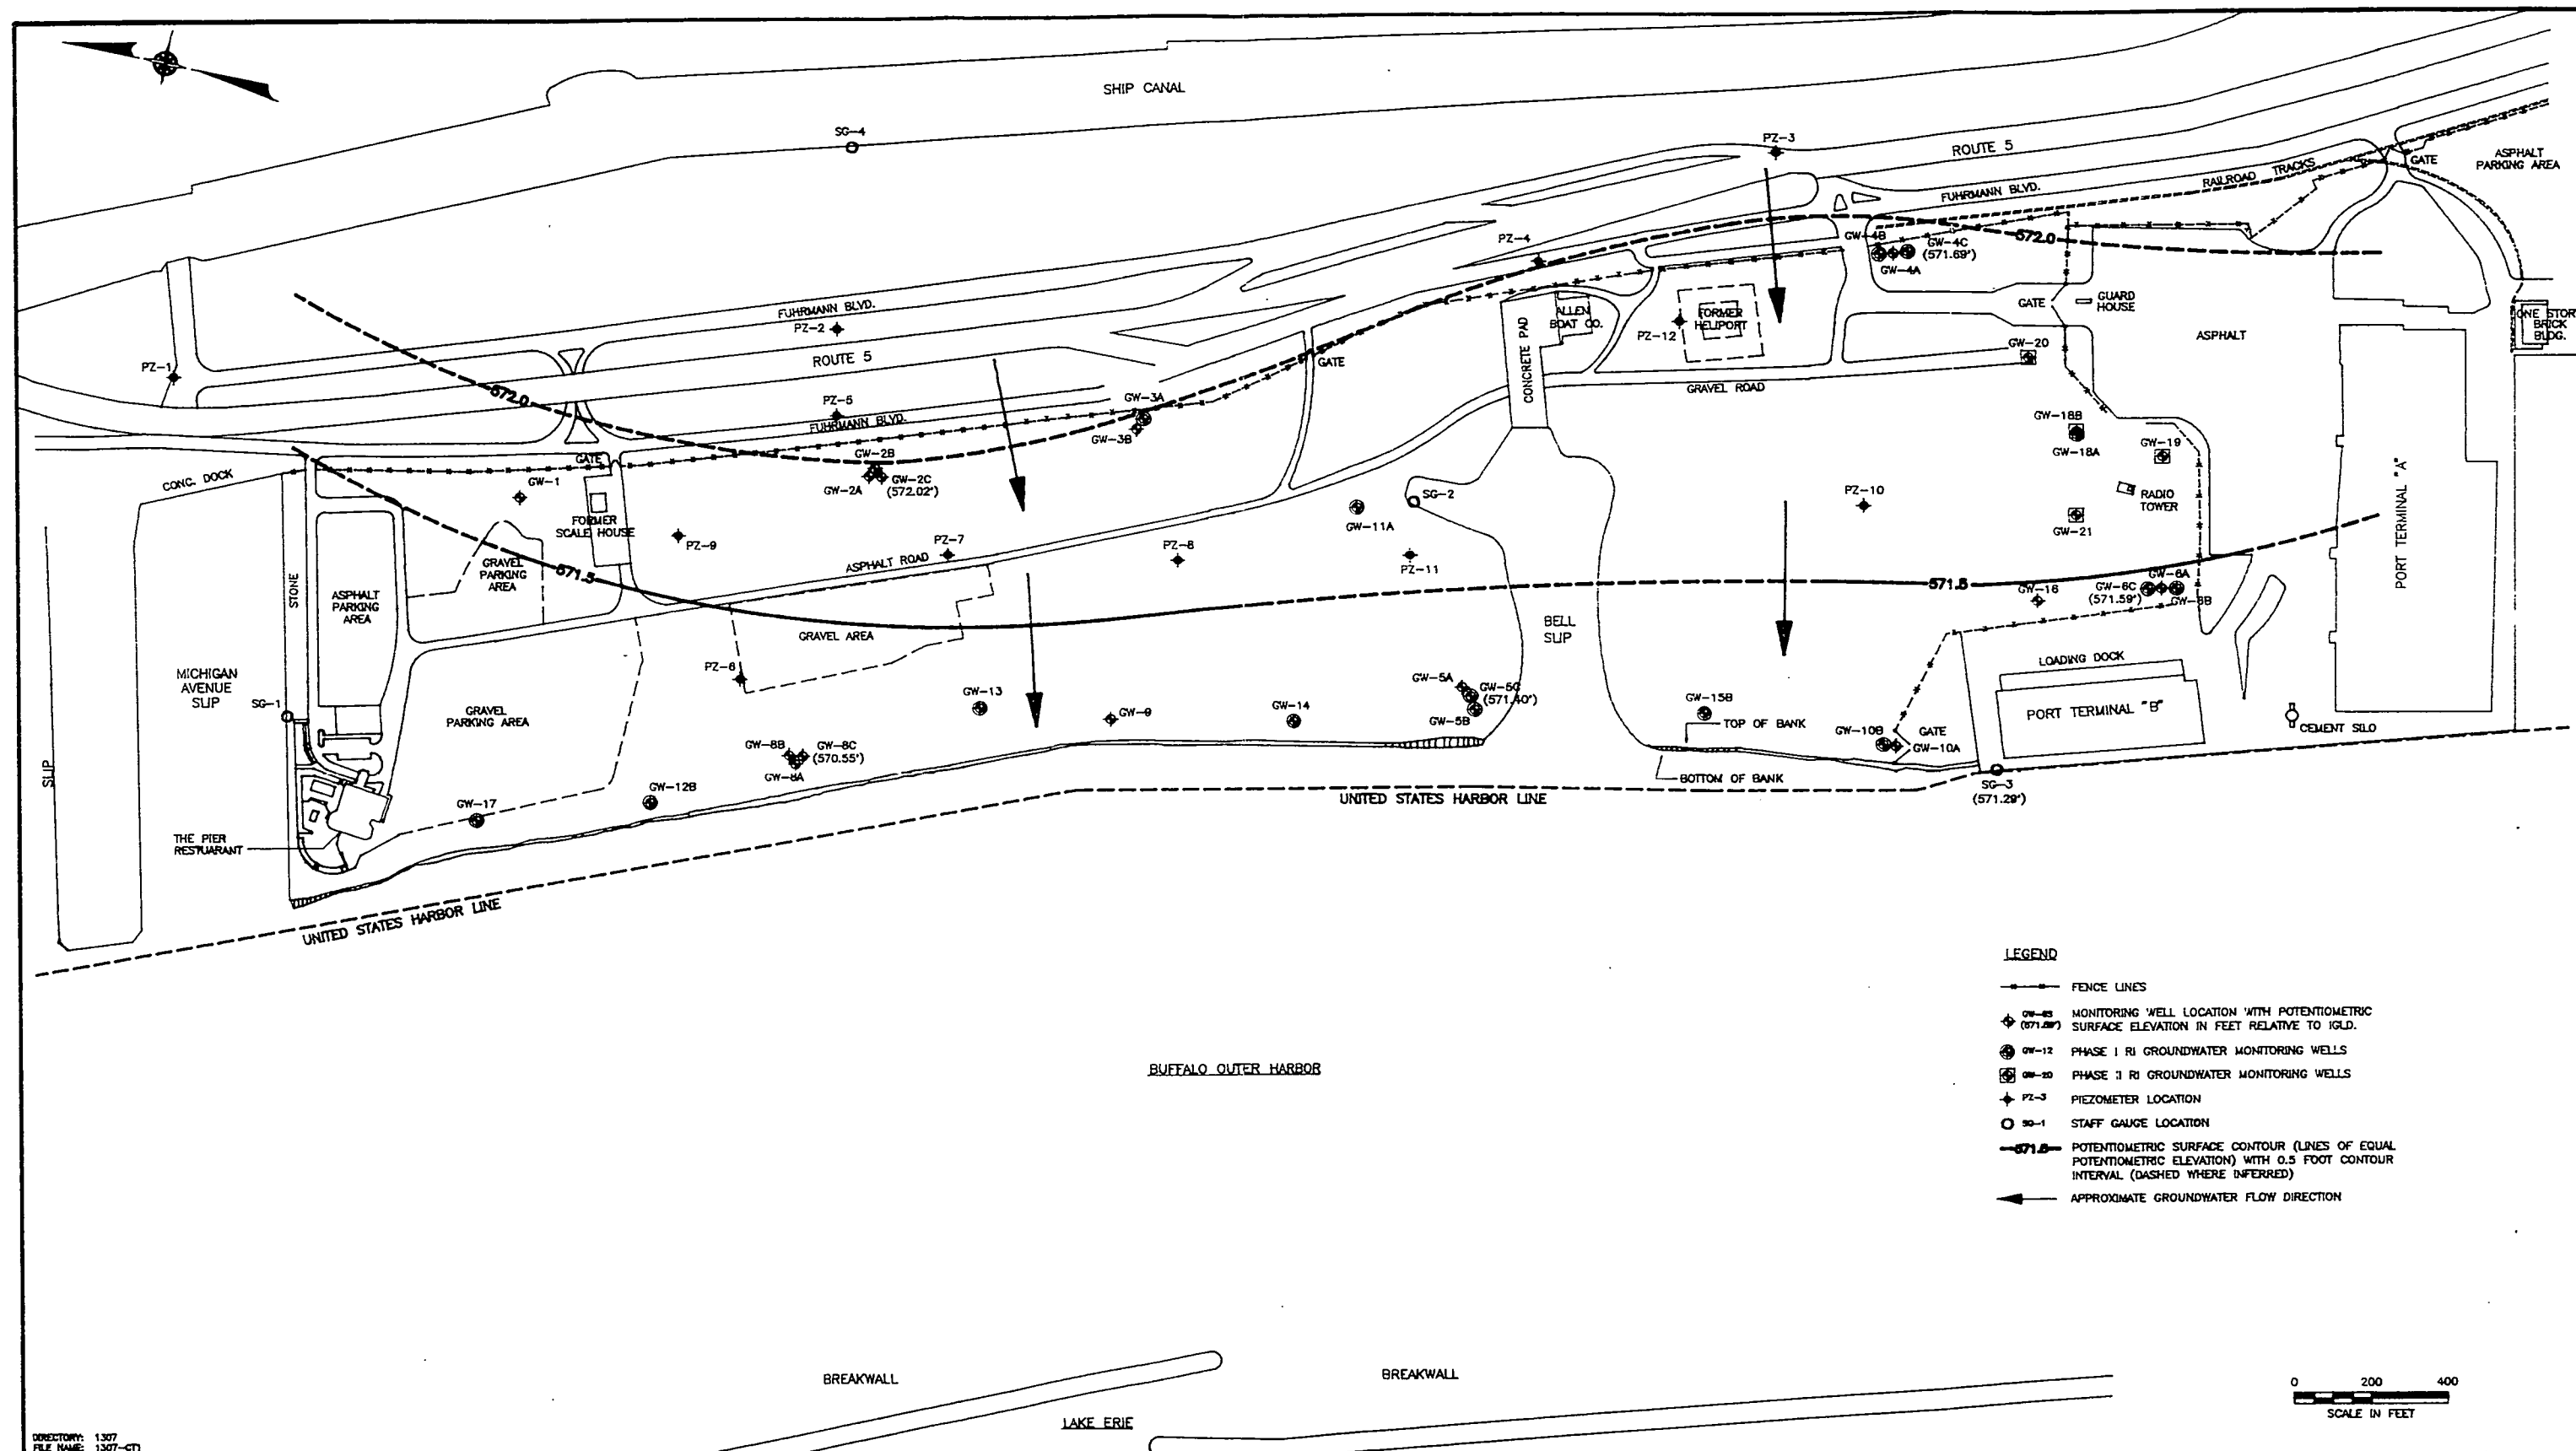 SHIP CANAL
SG-4
PZ-3
ROUTE 5
GATE
ASPHALT
PARKING AREA
RAILROAD TRACKS
FUHRMANN BLVD.
PZ-4
GW-4B
GW-4C
(571.69')
GW-4A
572.0
GATE
GUARD
HOUSE
FUHRMANN BLVD.
PZ-2
ROUTE 5
PZ-1
572.0
ALLEN
BOAT CO.
FORMER
HELIPORT
PZ-12
ASPHALT
ONE STOR
BRICK
BLDG.
GATE
CONCRETE PAD
GW-20
GRAVEL ROAD
PZ-5
FUHRMANN BLVD.
GW-3A
GW-3B
GW-18B
GW-18A
GW-19
GATE
GW-2B
GW-2A
GW-2C
(572.02')
CONC. DOCK
GW-1
FORMER
SCALE HOUSE
PZ-9
SG-2
GW-11A
PZ-10
RADIO
TOWER
GW-21
PORT TERMINAL "A"
ASPHALT ROAD
PZ-7
PZ-8
PZ-11
GRAVEL
PARKING
AREA
571.5
571.5
GW-16
GW-6C
(571.59')
GW-6A
GW-6B
STONE
ASPHALT
PARKING
AREA
GRAVEL AREA
BELL
SLIP
LOADING DOCK
MICHIGAN
AVENUE
SLIP
SG-1
PZ-6
GRAVEL
PARKING AREA
GW-13
GW-9
GW-14
GW-5A
GW-5C
(571.40')
GW-5B
GW-15B
TOP OF BANK
PORT TERMINAL "B"
CEMENT SILO
GW-10B
GATE
GW-10A
SLIP
GW-8B
GW-8C
(570.55')
GW-8A
BOTTOM OF BANK
GW-12B
GW-17
UNITED STATES HARBOR LINE
SG-3
(571.29')
THE PIER
RESTUARANT
UNITED STATES HARBOR LINE
LEGEND
FENCE LINES
MONITORING WELL LOCATION WITH POTENTIOMETRIC
SURFACE ELEVATION IN FEET RELATIVE TO IGLD.
GW-12 PHASE I RI GROUNDWATER MONITORING WELLS
GW-20 PHASE II RI GROUNDWATER MONITORING WELLS
PZ-3 PIEZOMETER LOCATION
SG-1 STAFF GAUGE LOCATION
571.5 POTENTIOMETRIC SURFACE CONTOUR (LINES OF EQUAL
POTENTIOMETRIC ELEVATION) WITH 0.5 FOOT CONTOUR
INTERVAL (DASHED WHERE INFERRED)
APPROXIMATE GROUNDWATER FLOW DIRECTION
BUFFALO OUTER HARBOR
BREAKWALL
BREAKWALL
LAKE ERIE
0 200 400
SCALE IN FEET
DIRECTORY: 1307
FILE NAME: